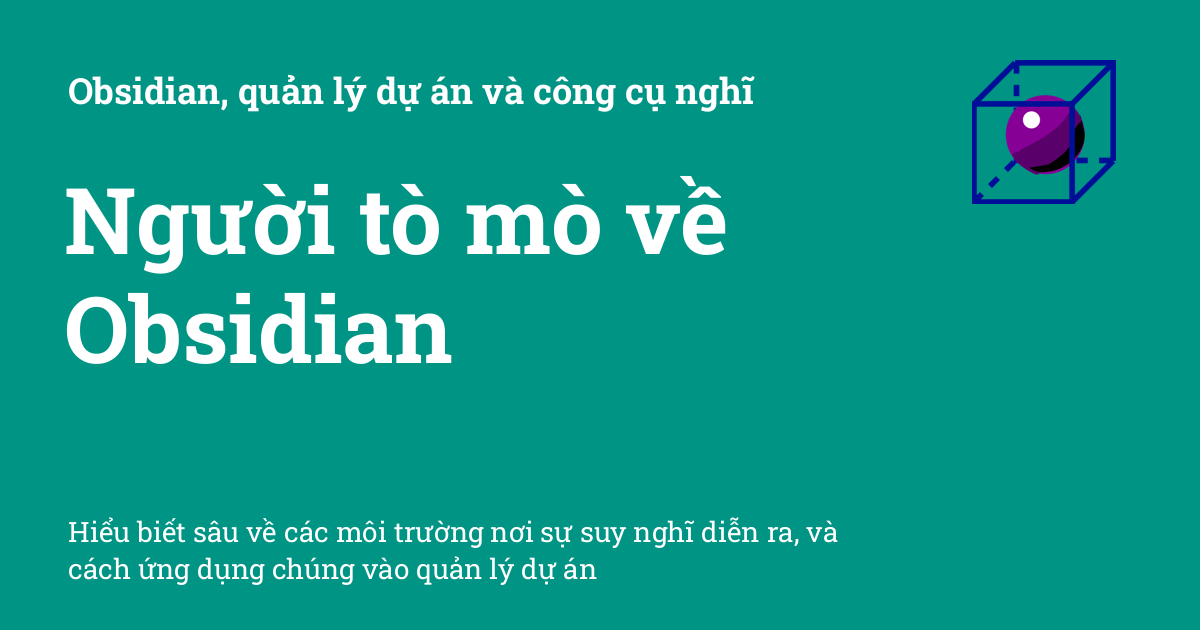 Obsidian, quản lý dự án và công cụ nghĩ
Người tò mò về
Obsidian
Hiểu biết sâu về các môi trường nơi sự suy nghĩ diễn ra, và
cách ứng dụng chúng vào quản lý dự án